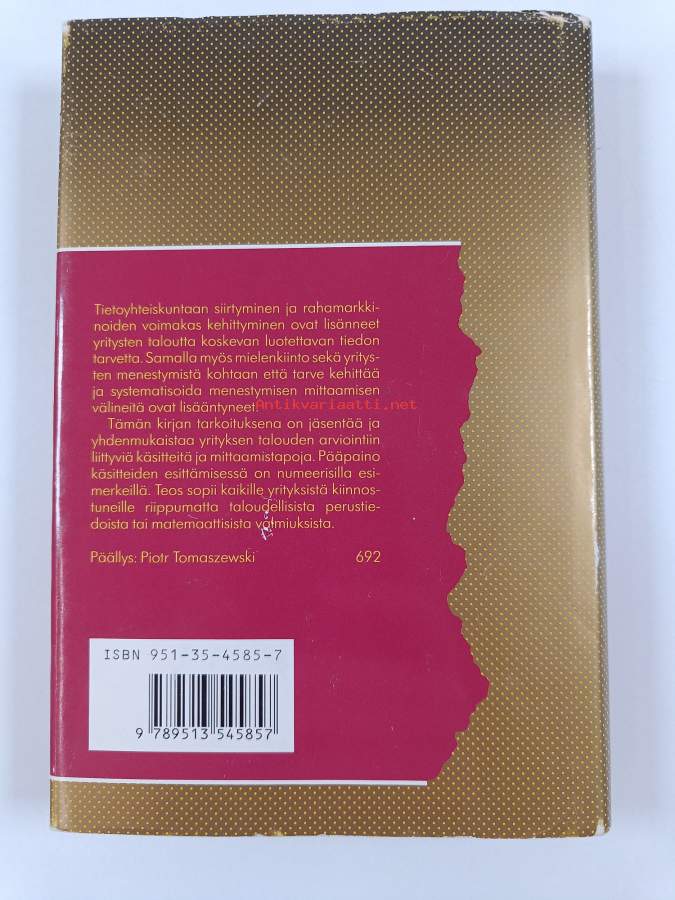 Tietoyhteiskuntaan siirtyminen ja rahamarkki-
noiden voimakas kehittyminen ovat lisänneet
yritysten taloutta koskevan luotettavan tiedon
tarvetta. Samalla myös mielenkiinto sekä yritys-
ten menestymistä kohtaan että tarve kehittää
ja systematisoida menestymisen mittaamisen
välineitä ovat lisääntyneet.
Antikvariaatti.net
Tämän kirjan tarkoituksena on jäsentää ja
yhdenmukaistaa yrityksen talouden arviointiin
liittyviä käsitteitä ja mittaamistapoja. Pääpaino
käsitteiden esittämisessä on numeerisilla esi-
merkeillä. Teos sopii kaikille yrityksistä kiinnos-
tuneille riippumatta taloudellisista perustie-
doista tai matemaattisista valmiuksista.
Päällys: Piotr Tomaszewski 692
ISBN 951-35-4585-7
9 789513 545857